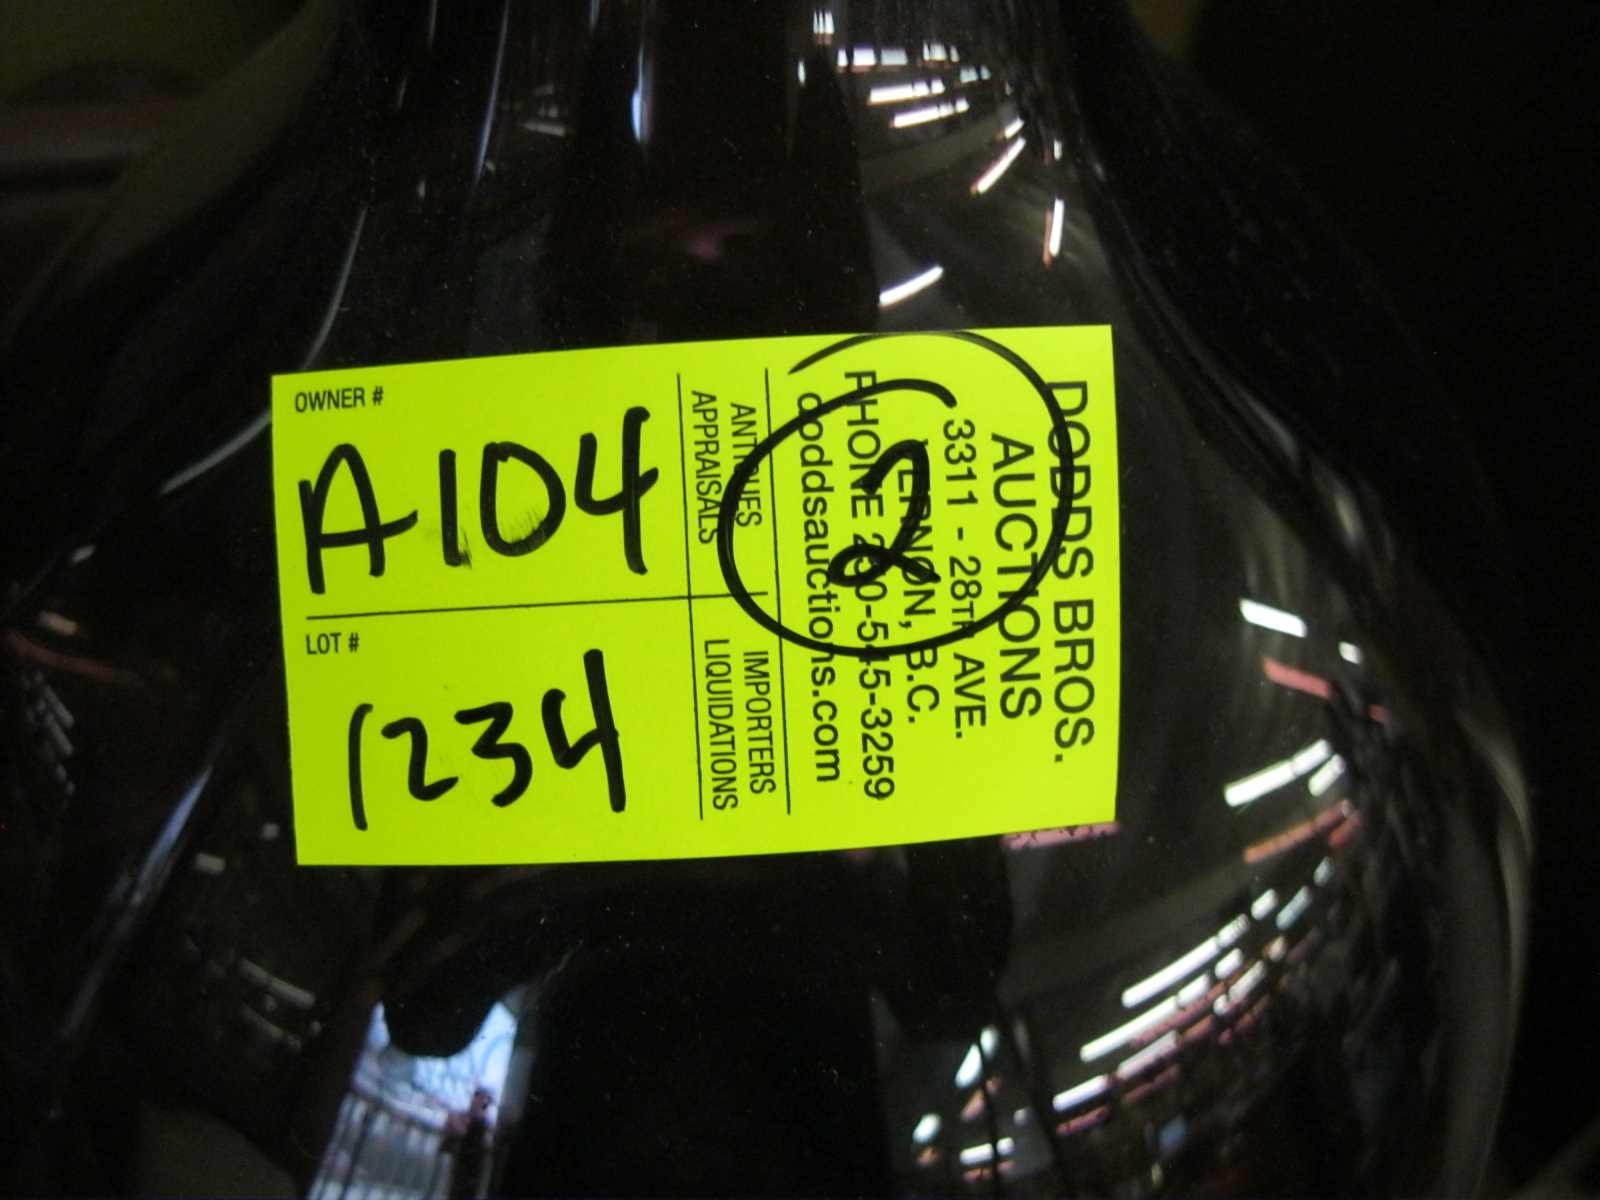 OWNER #
A104
LOT #
1234
DODDS BROS.
AUCTIONS
3311 - 28TH AVE.
VERNON, B.C.
PHONE 250-545-3259
doddsauctions.com
ANTIQUES IMPORTERS
APPRAISALS LIQUIDATIONS
2